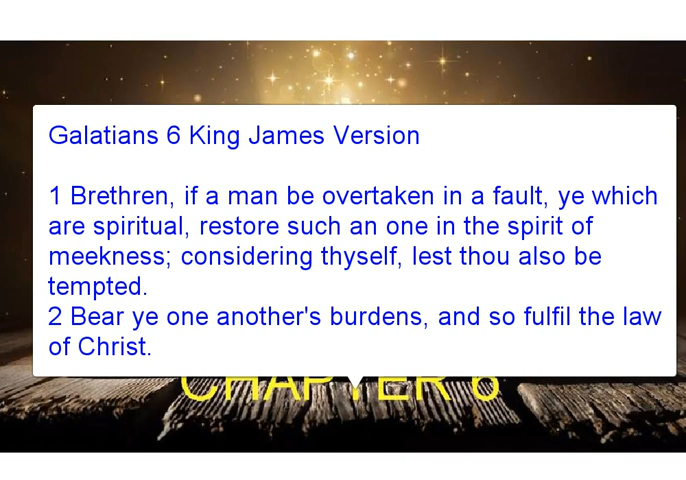 Galatians 6 King James Version
1 Brethren, if a man be overtaken in a fault, ye which
are spiritual, restore such an one in the spirit of
meekness; considering thyself, lest thou also be
tempted.
2 Bear ye one another's burdens, and so fulfil the law
of Christ.
CHAPTER 6